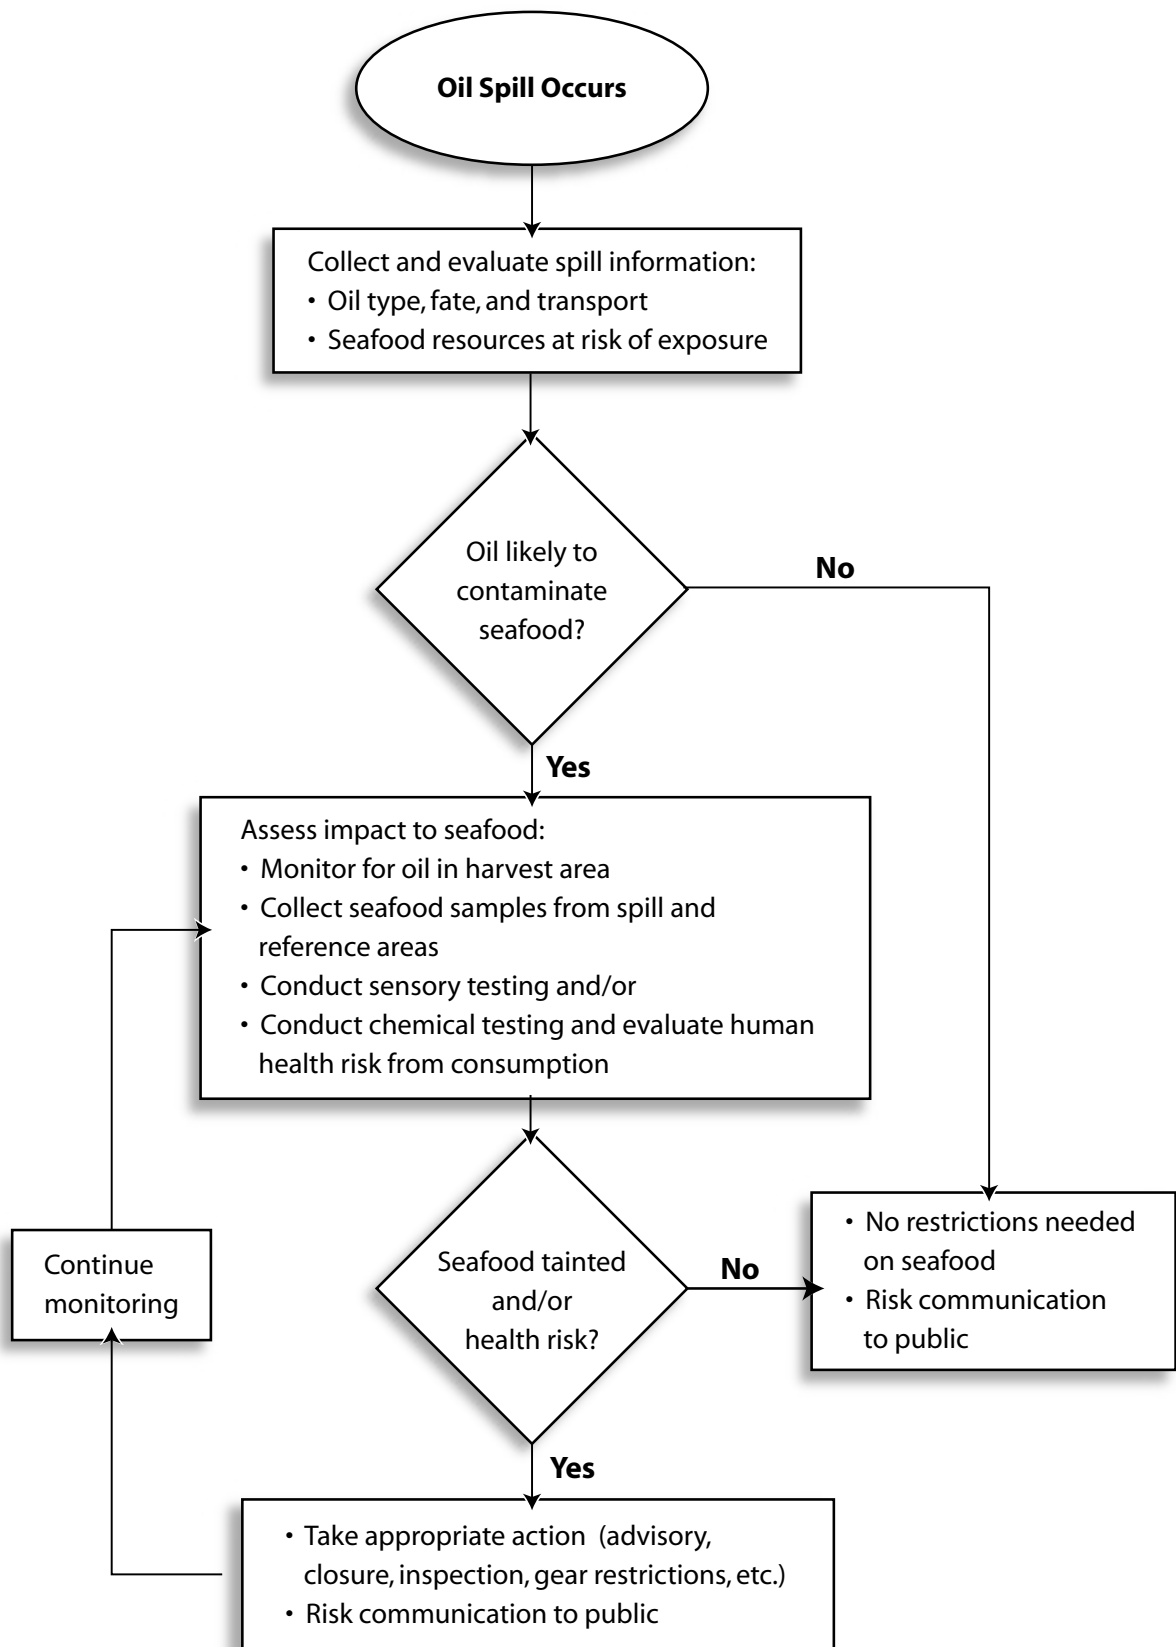 Oil Spill Occurs
Collect and evaluate spill information:
• Oil type, fate, and transport
• Seafood resources at risk of exposure
Oil likely to
contaminate
seafood?
No
Yes
Assess impact to seafood:
• Monitor for oil in harvest area
• Collect seafood samples from spill and
reference areas
• Conduct sensory testing and/or
• Conduct chemical testing and evaluate human
health risk from consumption
Continue
monitoring
Seafood tainted
and/or
health risk?
No
• No restrictions needed
on seafood
• Risk communication
to public
Yes
• Take appropriate action (advisory,
closure, inspection, gear restrictions, etc.)
• Risk communication to public